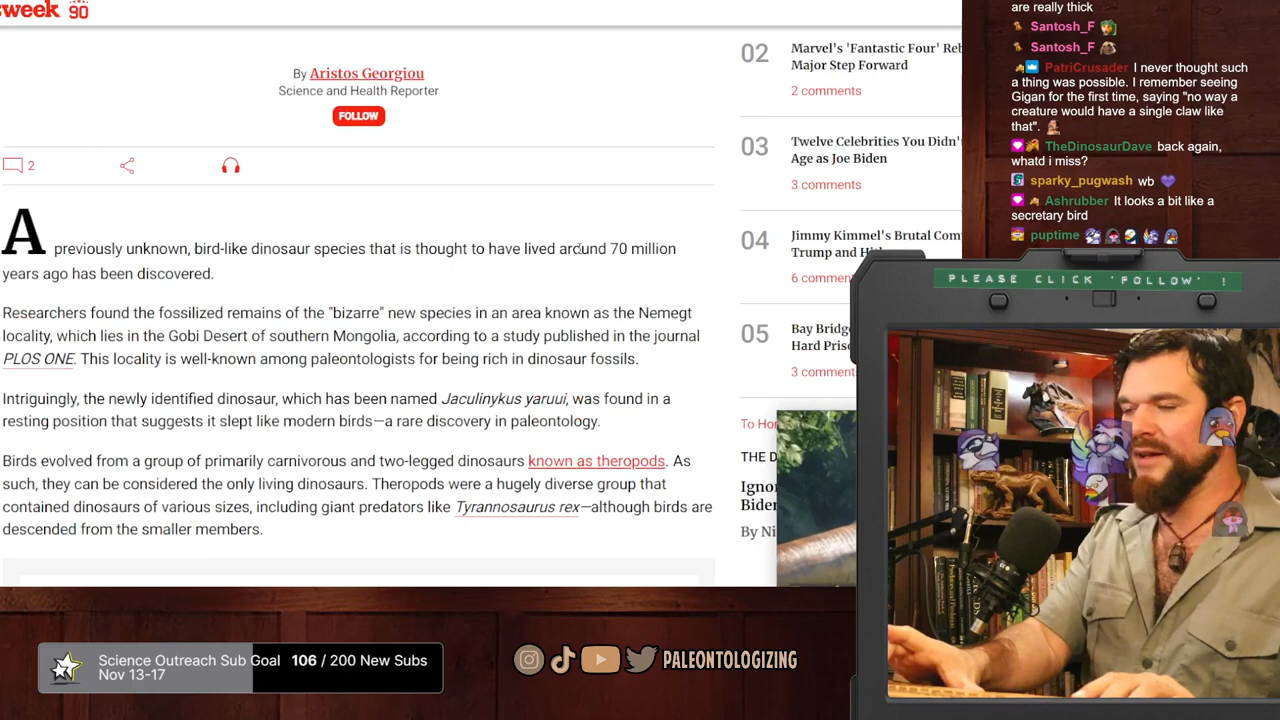 sweek 90
By Aristos Georgiou
Science and Health Reporter
FOLLOW
2
A previously unknown, bird-like dinosaur species that is thought to have lived around 70 million
years ago has been discovered.
Researchers found the fossilized remains of the "bizarre" new species in an area known as the Nemegt
locality, which lies in the Gobi Desert of southern Mongolia, according to a study published in the journal
PLOS ONE. This locality is well-known among paleontologists for being rich in dinosaur fossils.
Intriguingly, the newly identified dinosaur, which has been named Jaculinykus yaruui, was found in a
resting position that suggests it slept like modern birds—a rare discovery in paleontology.
Birds evolved from a group of primarily carnivorous and two-legged dinosaurs known as theropods. As
such, they can be considered the only living dinosaurs. Theropods were a hugely diverse group that
contained dinosaurs of various sizes, including giant predators like Tyrannosaurus rex—although birds are
descended from the smaller members.
02
Marvel's 'Fantastic Four' Reb
Major Step Forward
2 comments
03
Twelve Celebrities You Didn't
Age as Joe Biden
3 comments
04
Jimmy Kimmel's Brutal Com
Trump and Hi
6 comm
05
Bay Bridge
Hard Pris
3 comment
To Hom
THE D
Ignor
Biden
By Ni
are really thick
Santosh_F
Santosh_F
PatriCrusader I never thought such
a thing was possible. I remember seeing
Gigan for the first time, saying "no way a
creature would have a single claw like
that".
TheDinosaurDave back again,
whatd i miss?
sparky_pugwash wb
Ashrubber It looks a bit like a
secretary bird
puptime
PLEASE CLICK 'FOLLOW' !
Science Outreach Sub Goal 106 / 200 New Subs
Nov 13-17
PALEONTOLOGIZING